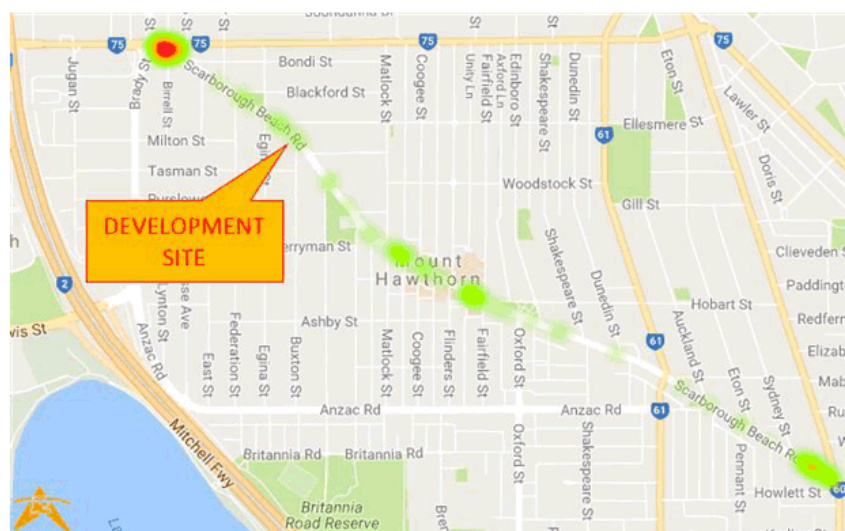 75
75
75
75
Jugan St
Brady St
Birrell St
Bondi St
Blackford St
Scarborough Beach Rd
Matlock St
Coogee St
Unity Ln
Fairfield St
Axford Ln
Edinboro St
Shakespeare St
Dunedin St
Eton St
Lawler St
Doris St
61
Ellesmere St
Milton St
Tasman St
Woodstock St
Gill St
DEVELOPMENT
SITE
Mount
Hawthorn
Clieveden S
Paddington
Hobart St
Redfern
2
Lynton St
Ashby St
Shakespeare St
Dunedin St
Auckland St
Elizab
wis St
Anzac Rd
East St
Federation St
Egina St
Buxton St
Matlock St
Coogee St
Flinders St
Fairfield St
Oxford St
Mab
Eton St
Sydney St
Scarborough Beach R
Ru
Anzac Rd
Anzac Rd
61
Mitchell Fwy
Britannia Rd
Britannia Rd
Oxford St
Shakespeare St
Pennant St
Howlett St
60
Britannia
Road Reserve